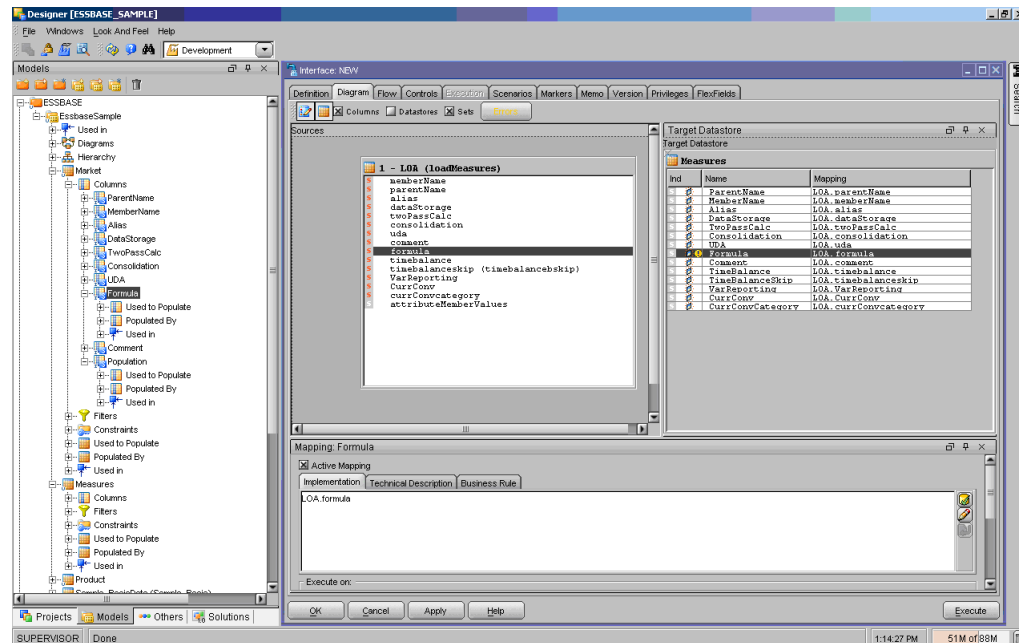 Designer [ESSBASE_SAMPLE]
File Windows Look And Feel Help
Development
Models
ESSBASE
EssbaseSample
Used in
Diagrams
Hierarchy
Market
Columns
ParentName
MemberName
Alias
DataStorage
TwoPassCalc
Consolidation
UDA
Formula
Used to Populate
Populated By
Used in
Comment
Population
Used to Populate
Populated By
Used in
Filters
Constraints
Used to Populate
Populated By
Used in
Measures
Columns
Filters
Constraints
Used to Populate
Populated By
Used in
Product
Projects Models Others Solutions
Interface: NEW
Definition Diagram Flow Controls Execution Scenarios Markers Memo Version Privileges FlexFields
Columns Datastores Sets
Sources
1 - LOA (loadMeasures)
memberName
parentName
alias
dataStorage
twoPassCalc
consolidation
uda
comment
formula
timebalance
timebalanceskip (timebalancebskip)
VarReporting
CurrConv
currConvcategory
attributeMemberValues
Target Datastore
Target Datastore
Measures
Ind Name Mapping
ParentName LOA.parentName
MemberName LOA.memberName
Alias LOA.alias
DataStorage LOA.dataStorage
TwoPassCalc LOA.twoPassCalc
Consolidation LOA.consolidation
UDA LOA.uda
Formula LOA.formula
Comment LOA.comment
TimeBalance LOA.timebalance
TimeBalanceSkip LOA.timebalanceskip
VarReporting LOA.VarReporting
CurrConv LOA.CurrConv
CurrConvCategory LOA.currConvcategory
Mapping: Formula
Active Mapping
Implementation Technical Description Business Rule
LOA.formula
Execute on:
OK Cancel Apply Help Execute
Search
SUPERVISOR Done 1:14:27 PM 51M of 88M